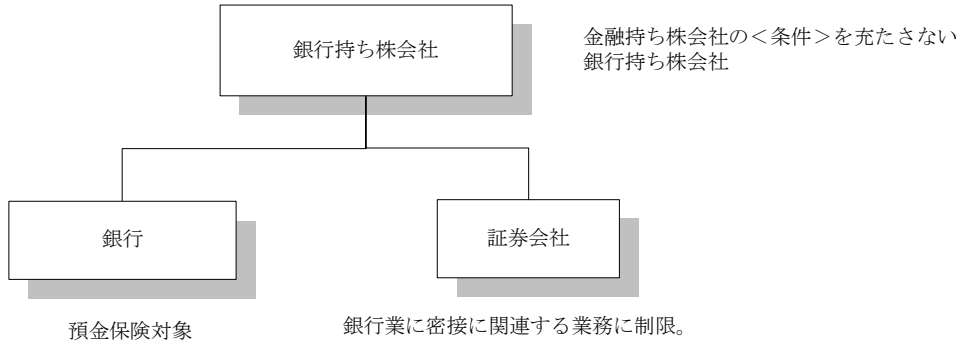 銀行持ち株会社
金融持ち株会社の＜条件＞を充たさない
銀行持ち株会社
銀行
証券会社
預金保険対象
銀行業に密接に関連する業務に制限。